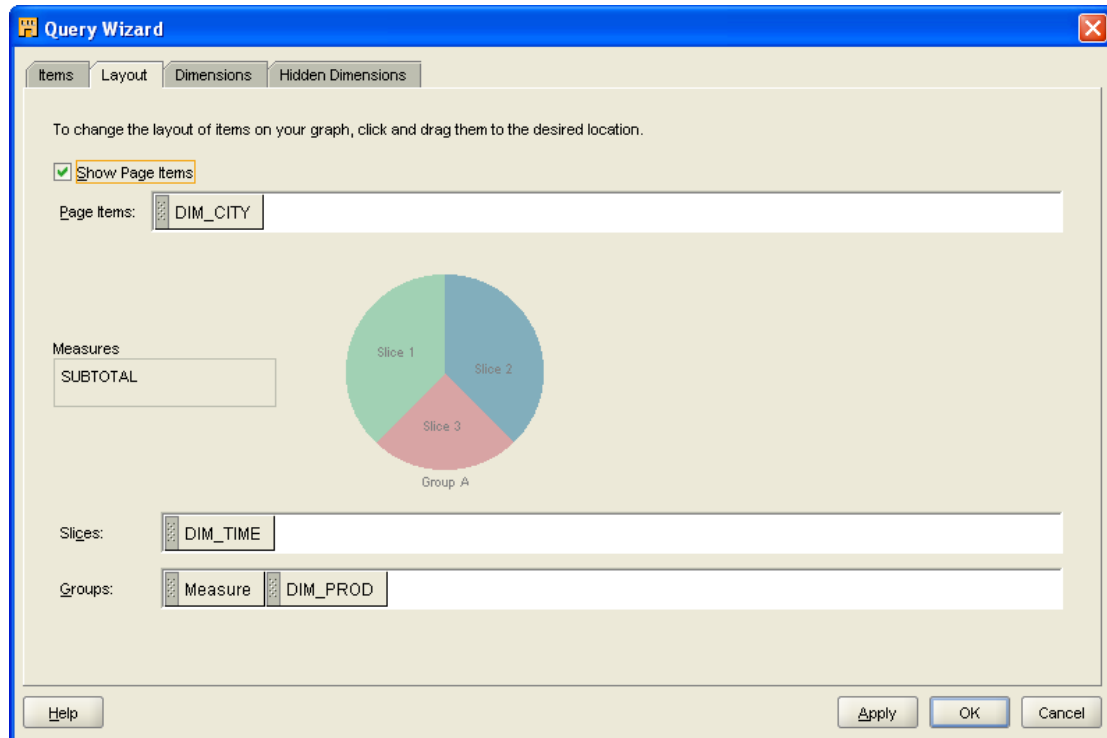 Query Wizard
Items Layout Dimensions Hidden Dimensions
To change the layout of items on your graph, click and drag them to the desired location.
Show Page Items
Page Items: DIM_CITY
Slice 1
Slice 2
Measures
SUBTOTAL
Slice 3
Group A
Slices: DIM_TIME
Groups: Measure DIM_PROD
Help Apply OK Cancel